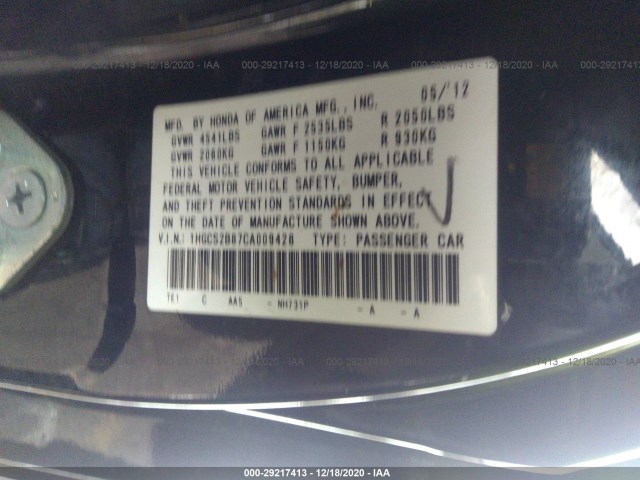 000-29217413 - 12/18/2020 - IAA
MFD. BY HONDA OF AMERICA MFG., INC. 05/'12
GVWR 4541LBS GAWR F 2535LBS R 2050LBS
GVWR 2060KG GAWR F 1150KG R 930KG
THIS VEHICLE CONFORMS TO ALL APPLICABLE
FEDERAL MOTOR VEHICLE SAFETY, BUMPER,
AND THEFT PREVENTION STANDARDS IN EFFECT
ON THE DATE OF MANUFACTURE SHOWN ABOVE.
V.I.N.: 1HGCS2B87CA009428 TYPE: PASSENGER CAR
TE1 C AAS - NH731P - A - A
000-29217413 - 12/18/2020 - IAA